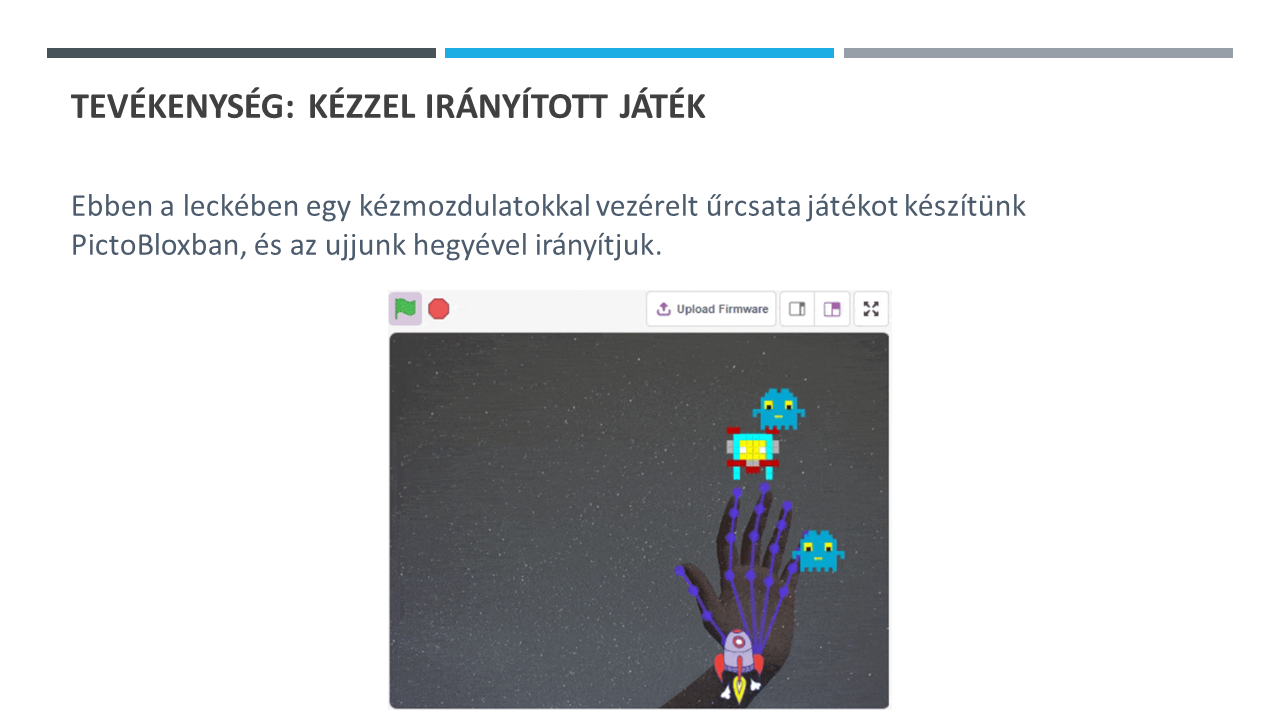 TEVÉKENYSÉG: KÉZZEL IRÁNYÍTOTT JÁTÉK
Ebben a leckében egy kézmozdulatokkal vezérelt űrcsata játékot készítünk
PictoBloxban, és az ujjunk hegyével irányítjuk.
Upload Firmware